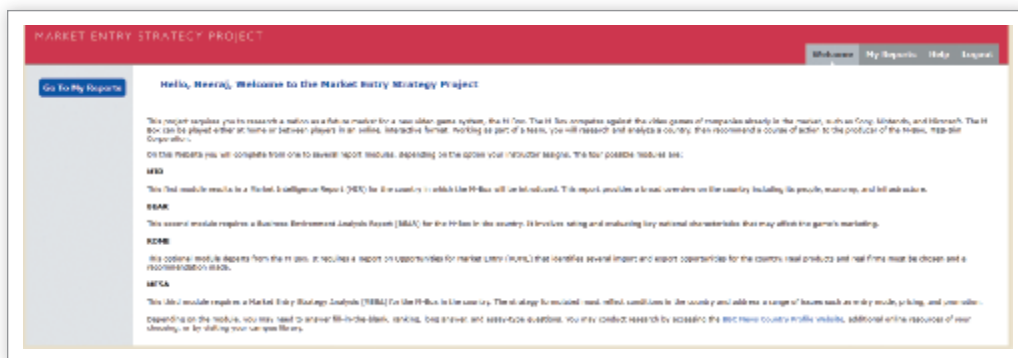 MARKET ENTRY STRATEGY PROJECT
Welcome My Reports Help Logout
Go To My Reports
Hello, Neeraj, Welcome to the Market Entry Strategy Project
This project requires you to research a nation as a future market for a new video game system, the M-Box. The M-Box competes against the video games of companies already in the market, such as Sony, Nintendo, and Microsoft. The M-
Box can be played either at home or between players in an online, interactive format. Working as part of a team, you will research and analyze a country, then recommend a course of action to the producer of the M-Box,
Corporation.
On this Website you will complete from one to several report modules, depending on the option your instructor assigns. The four possible modules are:
MIR
This first module results in a Market Intelligence Report (MIR) for the country in which the M-Box will be introduced. This report provides a broad overview on the country including its people, economy, and infrastructure.
BEAR
This second module requires a Business Environment Analysis Report (BEAR) for the M-Box in the country. It involves rating and evaluating key national characteristics that may affect the game's marketing.
ROME
This optional module departs from the M-Box. It requires a Report on Opportunities for Market Entry (ROME) that identifies several import and export opportunities for the country. Real products and real firms must be chosen and a
recommendation made.
MESA
This third module requires a Market Entry Strategy Analysis (MESA) for the M-Box in the country. The strategy formulated must reflect conditions in the country and address a range of issues such as entry mode, pricing, and promotion.
Depending on the module, you may need to answer fill-in-the-blank, ranking, long answer, and essay-type questions. You may conduct research by accessing the BBC News Country Profile Website, additional online resources of your
choosing, or by visiting your campus library.